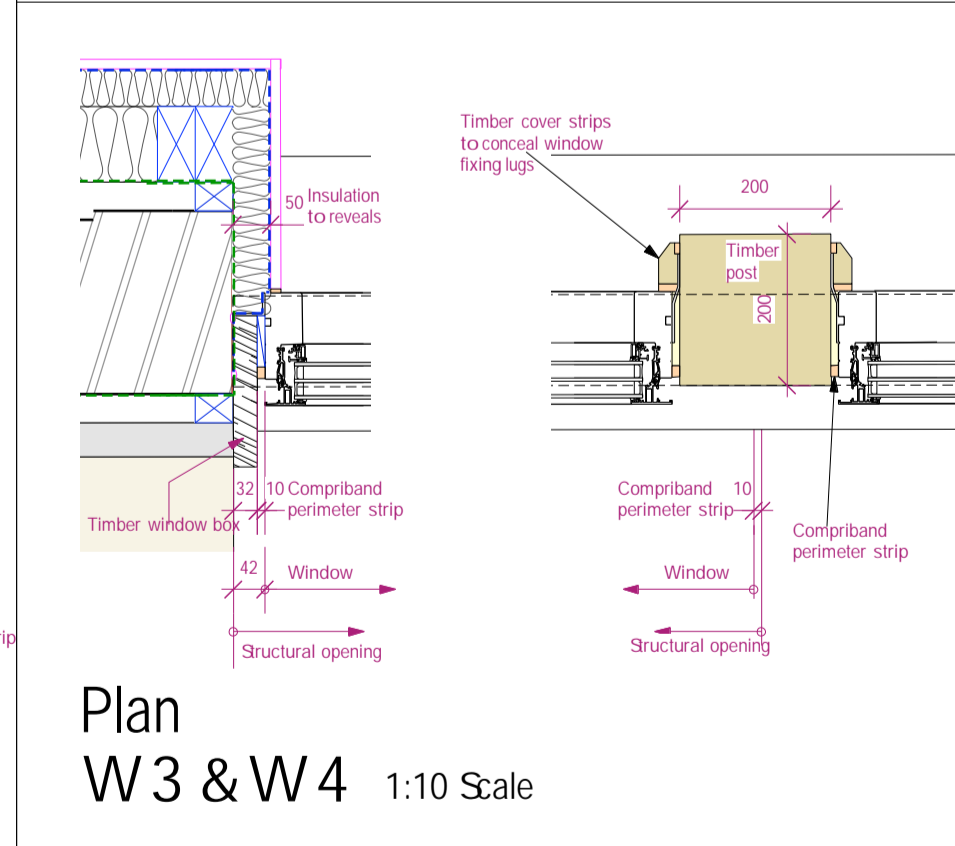 Timber cover strips
to conceal window
fixing lugs
200
50 Insulation
to reveals
Timber
post
200
32 10 Compriband
perimeter strip
Timber window box
Compriband 10
perimeter strip
Compriband
perimeter strip
42 Window
Window
Structural opening
Structural opening
rip
Plan
W3 & W4 1:10 Scale